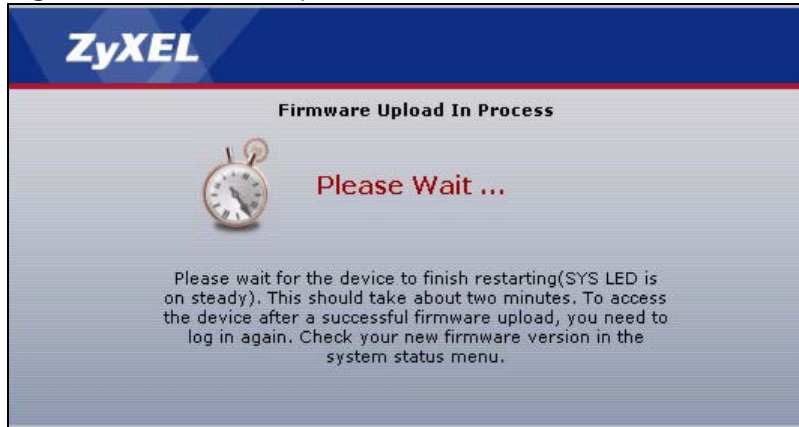 ZyXEL
Firmware Upload In Process
Please Wait ...
Please wait for the device to finish restarting(SYS LED is
on steady). This should take about two minutes. To access
the device after a successful firmware upload, you need to
log in again. Check your new firmware version in the
system status menu.